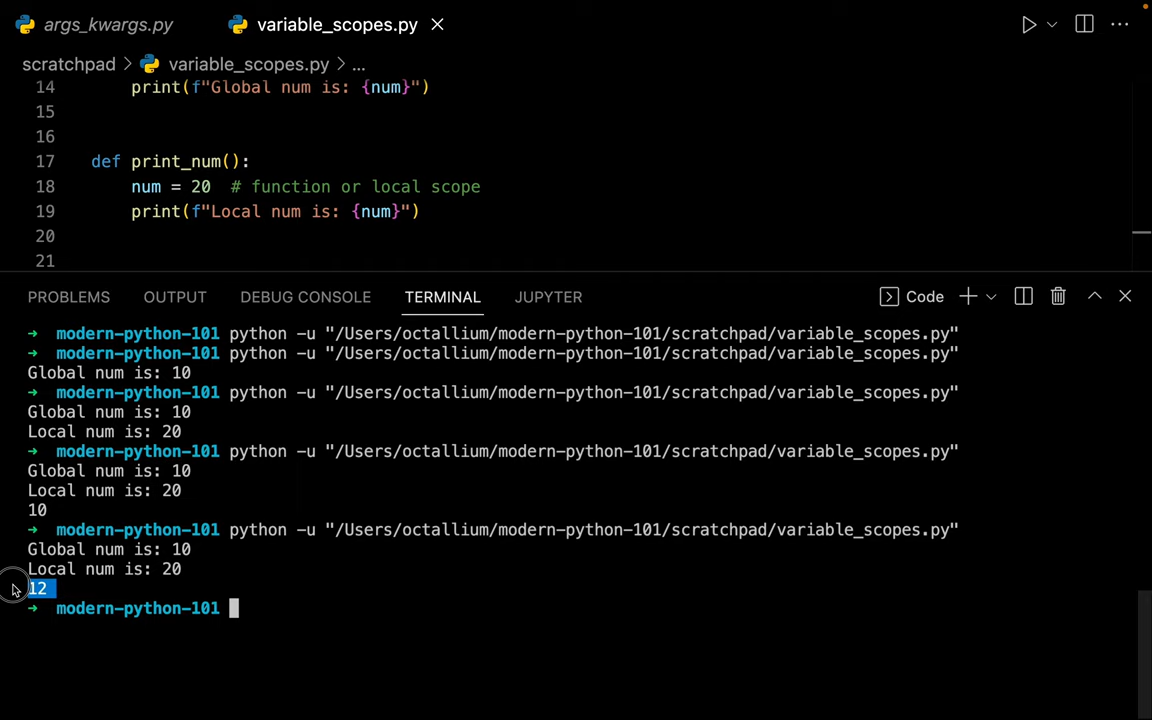 args_kwargs.py variable_scopes.py
scratchpad > variable_scopes.py > ...
14 print(f"Global num is: {num}")
15
16
17 def print_num():
18 num = 20 # function or local scope
19 print(f"Local num is: {num}")
20
21
PROBLEMS OUTPUT DEBUG CONSOLE TERMINAL JUPYTER Code
→ modern-python-101 python -u "/Users/octallium/modern-python-101/scratchpad/variable_scopes.py"
→ modern-python-101 python -u "/Users/octallium/modern-python-101/scratchpad/variable_scopes.py"
Global num is: 10
→ modern-python-101 python -u "/Users/octallium/modern-python-101/scratchpad/variable_scopes.py"
Global num is: 10
Local num is: 20
→ modern-python-101 python -u "/Users/octallium/modern-python-101/scratchpad/variable_scopes.py"
Global num is: 10
Local num is: 20
10
→ modern-python-101 python -u "/Users/octallium/modern-python-101/scratchpad/variable_scopes.py"
Global num is: 10
Local num is: 20
12
→ modern-python-101